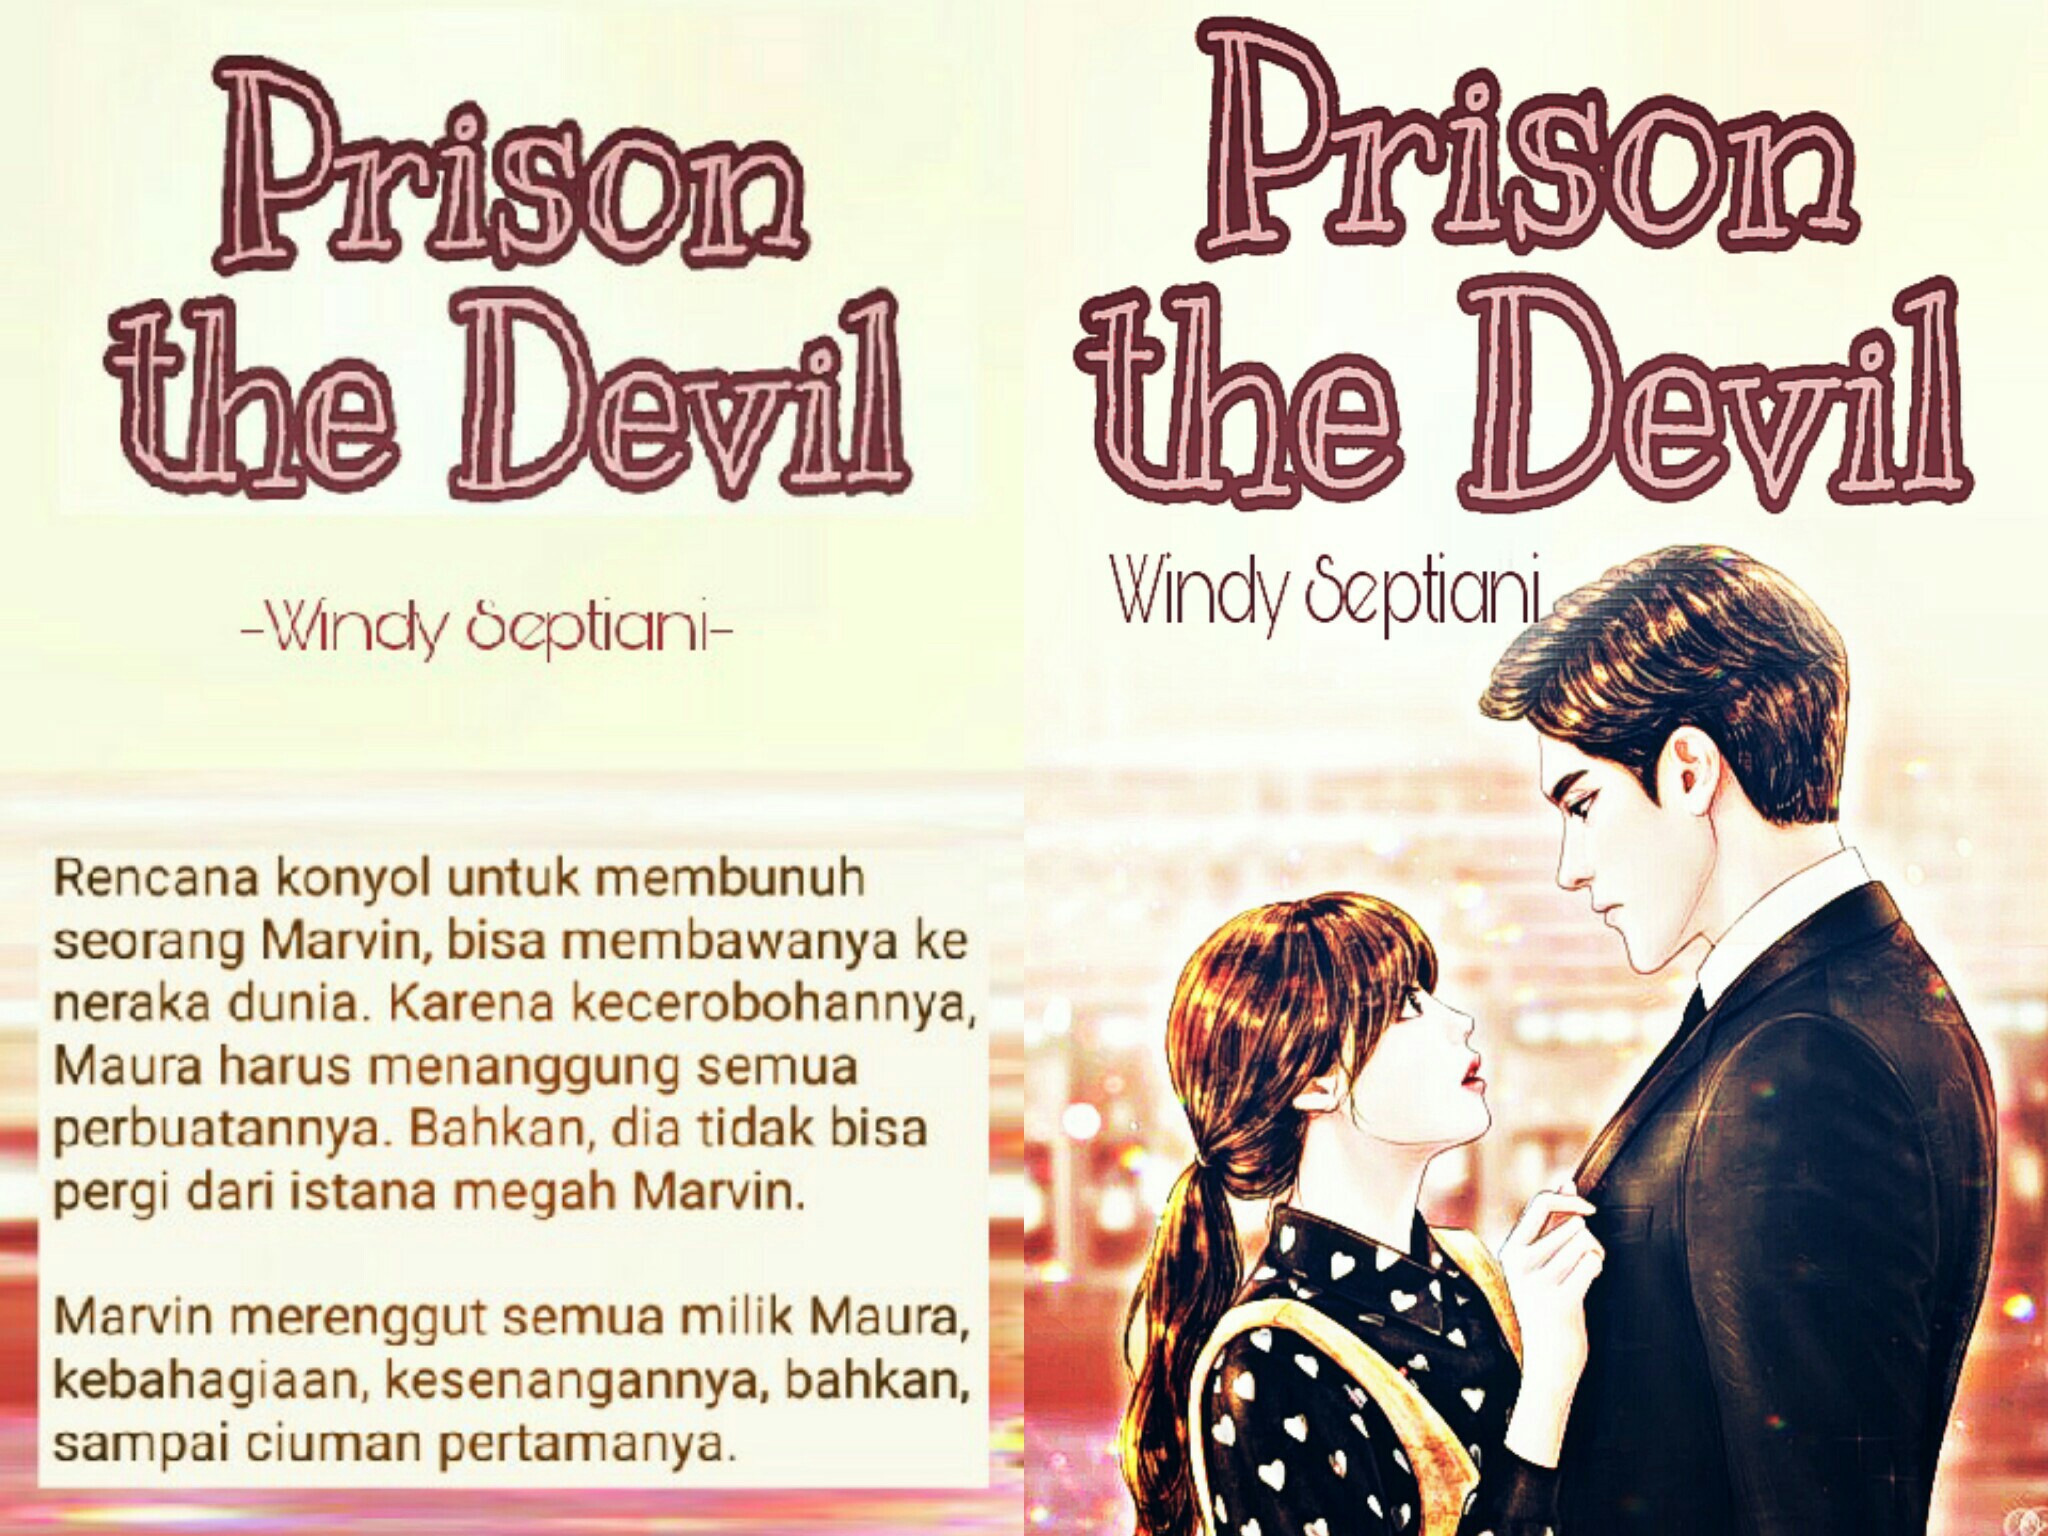 Prison
the Devil
-Windy Septiani-
Rencana konyol untuk membunuh
seorang Marvin, bisa membawanya ke
neraka dunia. Karena kecerobohannya,
Maura harus menanggung semua
perbuatannya. Bahkan, dia tidak bisa
pergi dari istana megah Marvin.
Marvin merenggut semua milik Maura,
kebahagiaan, kesenangannya, bahkan,
sampai ciuman pertamanya.
Prison
the Devil
Windy Septiani